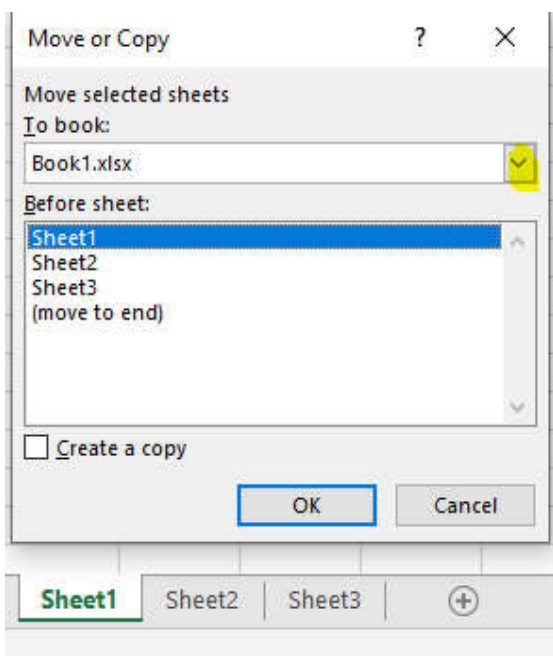 Move or Copy ? ×
Move selected sheets
To book:
Book1.xlsx
Before sheet:
Sheet1
Sheet2
Sheet3
(move to end)
Create a copy
OK Cancel
Sheet1 Sheet2 Sheet3